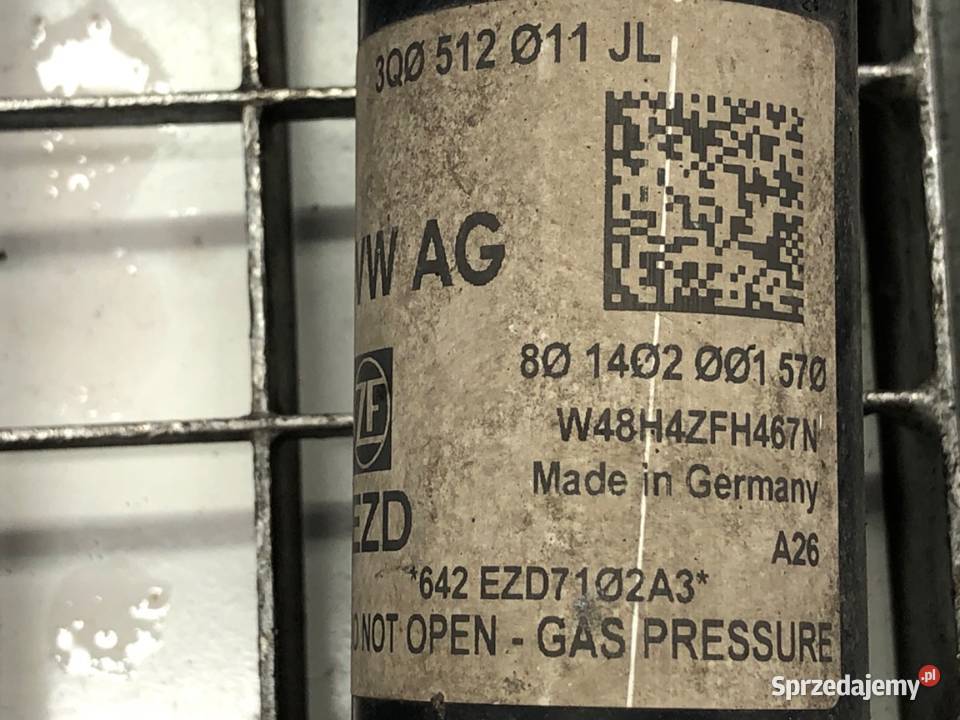 3QØ 512 Ø11 JL
VW AG
8Ø 14Ø2 ØØ1 57Ø
W48H4ZFH467N
ZF
Made in Germany
EZD
A26
*642 EZD71Ø2A3*
O NOT OPEN - GAS PRESSURE
Sprzedajemy.pl